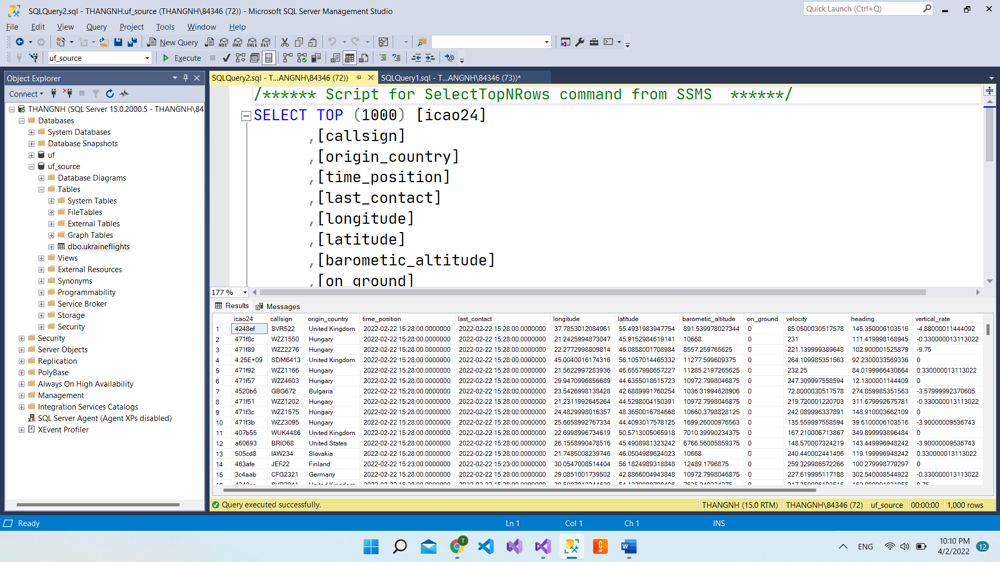 SQLQuery2.sql - THANGNH.uf_source (THANGNH\84346 (72)) - Microsoft SQL Server Management Studio
Quick Launch (Ctrl+Q)
File Edit View Query Project Tools Window Help
New Query MDX DMX XMLA DAX
uf_source Execute
Object Explorer
Connect
THANGNH (SQL Server 15.0.2000.5 - THANGNH\84
Databases
System Databases
Database Snapshots
uf
uf_source
Database Diagrams
Tables
System Tables
FileTables
External Tables
Graph Tables
dbo.ukraineflights
Views
External Resources
Synonyms
Programmability
Service Broker
Storage
Security
Security
Server Objects
Replication
PolyBase
Always On High Availability
Management
Integration Services Catalogs
SQL Server Agent (Agent XPs disabled)
XEvent Profiler
SQLQuery2.sql - T...ANGNH\84346 (72)) SQLQuery1.sql - T...ANGNH\84346 (73))*
/****** Script for SelectTopNRows command from SSMS ******/
SELECT TOP (1000) [icao24]
,[callsign]
,[origin_country]
,[time_position]
,[last_contact]
,[longitude]
,[latitude]
,[barometic_altitude]
,[on_ground]
177 %
Results Messages
icao24 callsign origin_country time_position last_contact longitude latitude barometic_altitude on_ground velocity heading vertical_rate
1 4248ef SVR522 United Kingdom 2022-02-22 15:28:00.0000000 2022-02-22 15:28:00.0000000 37.7853012084961 55.4931983947754 891.539978027344 0 85.0500030517578 145.350006103516 -4.88000011444092
2 471f8c WZZ1550 Hungary 2022-02-22 15:28:00.0000000 2022-02-22 15:28:00.0000000 21.2425994873047 45.9152984619141 10668 0 231 111.419998168945 -0.330000013113022
3 471f89 WZZ2276 Hungary 2022-02-22 15:28:00.0000000 2022-02-22 15:28:00.0000000 22.2772998809814 46.0858001708984 8557.259765625 0 221.139999389648 102.900001525879 -9.75
4 4.25E+09 SDM6413 United Kingdom 2022-02-22 15:28:00.0000000 2022-02-22 15:28:00.0000000 45.0040016174316 56.1057014465332 11277.599609375 0 264.109985351563 92.2300033569336 0
5 471f92 WZZ1166 Hungary 2022-02-22 15:28:00.0000000 2022-02-22 15:28:00.0000000 21.5622997283936 46.6557998657227 11285.2197265625 0 232.25 84.0199966430664 0.330000013113022
6 471f57 WZZ4603 Hungary 2022-02-22 15:28:00.0000000 2022-02-22 15:28:00.0000000 29.9470996856689 44.6355018615723 10972.7998046875 0 247.309997558594 12.1300001144409 0
7 4520b6 GBG672 Bulgaria 2022-02-22 15:28:00.0000000 2022-02-22 15:28:00.0000000 23.5426998138428 42.6889991760254 1036.31994628906 0 72.8000030517578 274.859985351563 -3.57999992370605
8 471f51 WZZ1202 Hungary 2022-02-22 15:28:00.0000000 2022-02-22 15:28:00.0000000 21.2311992645264 44.5298004150391 10972.7998046875 0 219.720001220703 311.679992675781 -0.330000013113022
9 471f3c WZZ1575 Hungary 2022-02-22 15:28:00.0000000 2022-02-22 15:28:00.0000000 24.4829998016357 48.3650016784668 10660.3798828125 0 242.089996337891 148.910003662109 0
10 471f3b WZZ3095 Hungary 2022-02-22 15:28:00.0000000 2022-02-22 15:28:00.0000000 25.6658992767334 44.4093017578125 1699.26000976563 0 135.559997558594 39.6100006103516 -3.90000009536743
11 407b55 WUK4486 United Kingdom 2022-02-22 15:28:00.0000000 2022-02-22 15:28:00.0000000 22.6998996734619 50.5713005065918 7010.39990234375 0 167.210006713867 349.899993896484 0
12 a60693 BRIO68 United States 2022-02-22 15:28:00.0000000 2022-02-22 15:28:00.0000000 26.1558990478516 45.4908981323242 6766.56005859375 0 148.570007324219 143.449996948242 -3.90000009536743
13 505cd8 IAW234 Slovakia 2022-02-22 15:28:00.0000000 2022-02-22 15:28:00.0000000 21.7485008239746 46.0504989624023 10668 0 240.440002441406 119.199996948242 0.330000013113022
14 463afe JEF22 Finland 2022-02-22 15:23:00.0000000 2022-02-22 15:23:00.0000000 30.0547008514404 56.1824989318848 12489.1796875 0 259.329986572266 100.279998779297 0
15 3c4aab CFG2321 Germany 2022-02-22 15:28:00.0000000 2022-02-22 15:28:00.0000000 29.0851001739502 42.8866004943848 10972.7998046875 0 227.619995117188 302.540008544922 -0.330000013113022
Query executed successfully. THANGNH (15.0 RTM) THANGNH\84346 (72) uf_source 00:00:00 1,000 rows
Ready Ln 1 Col 1 Ch 1 INS
T
ENG 10:10 PM
4/2/2022 12